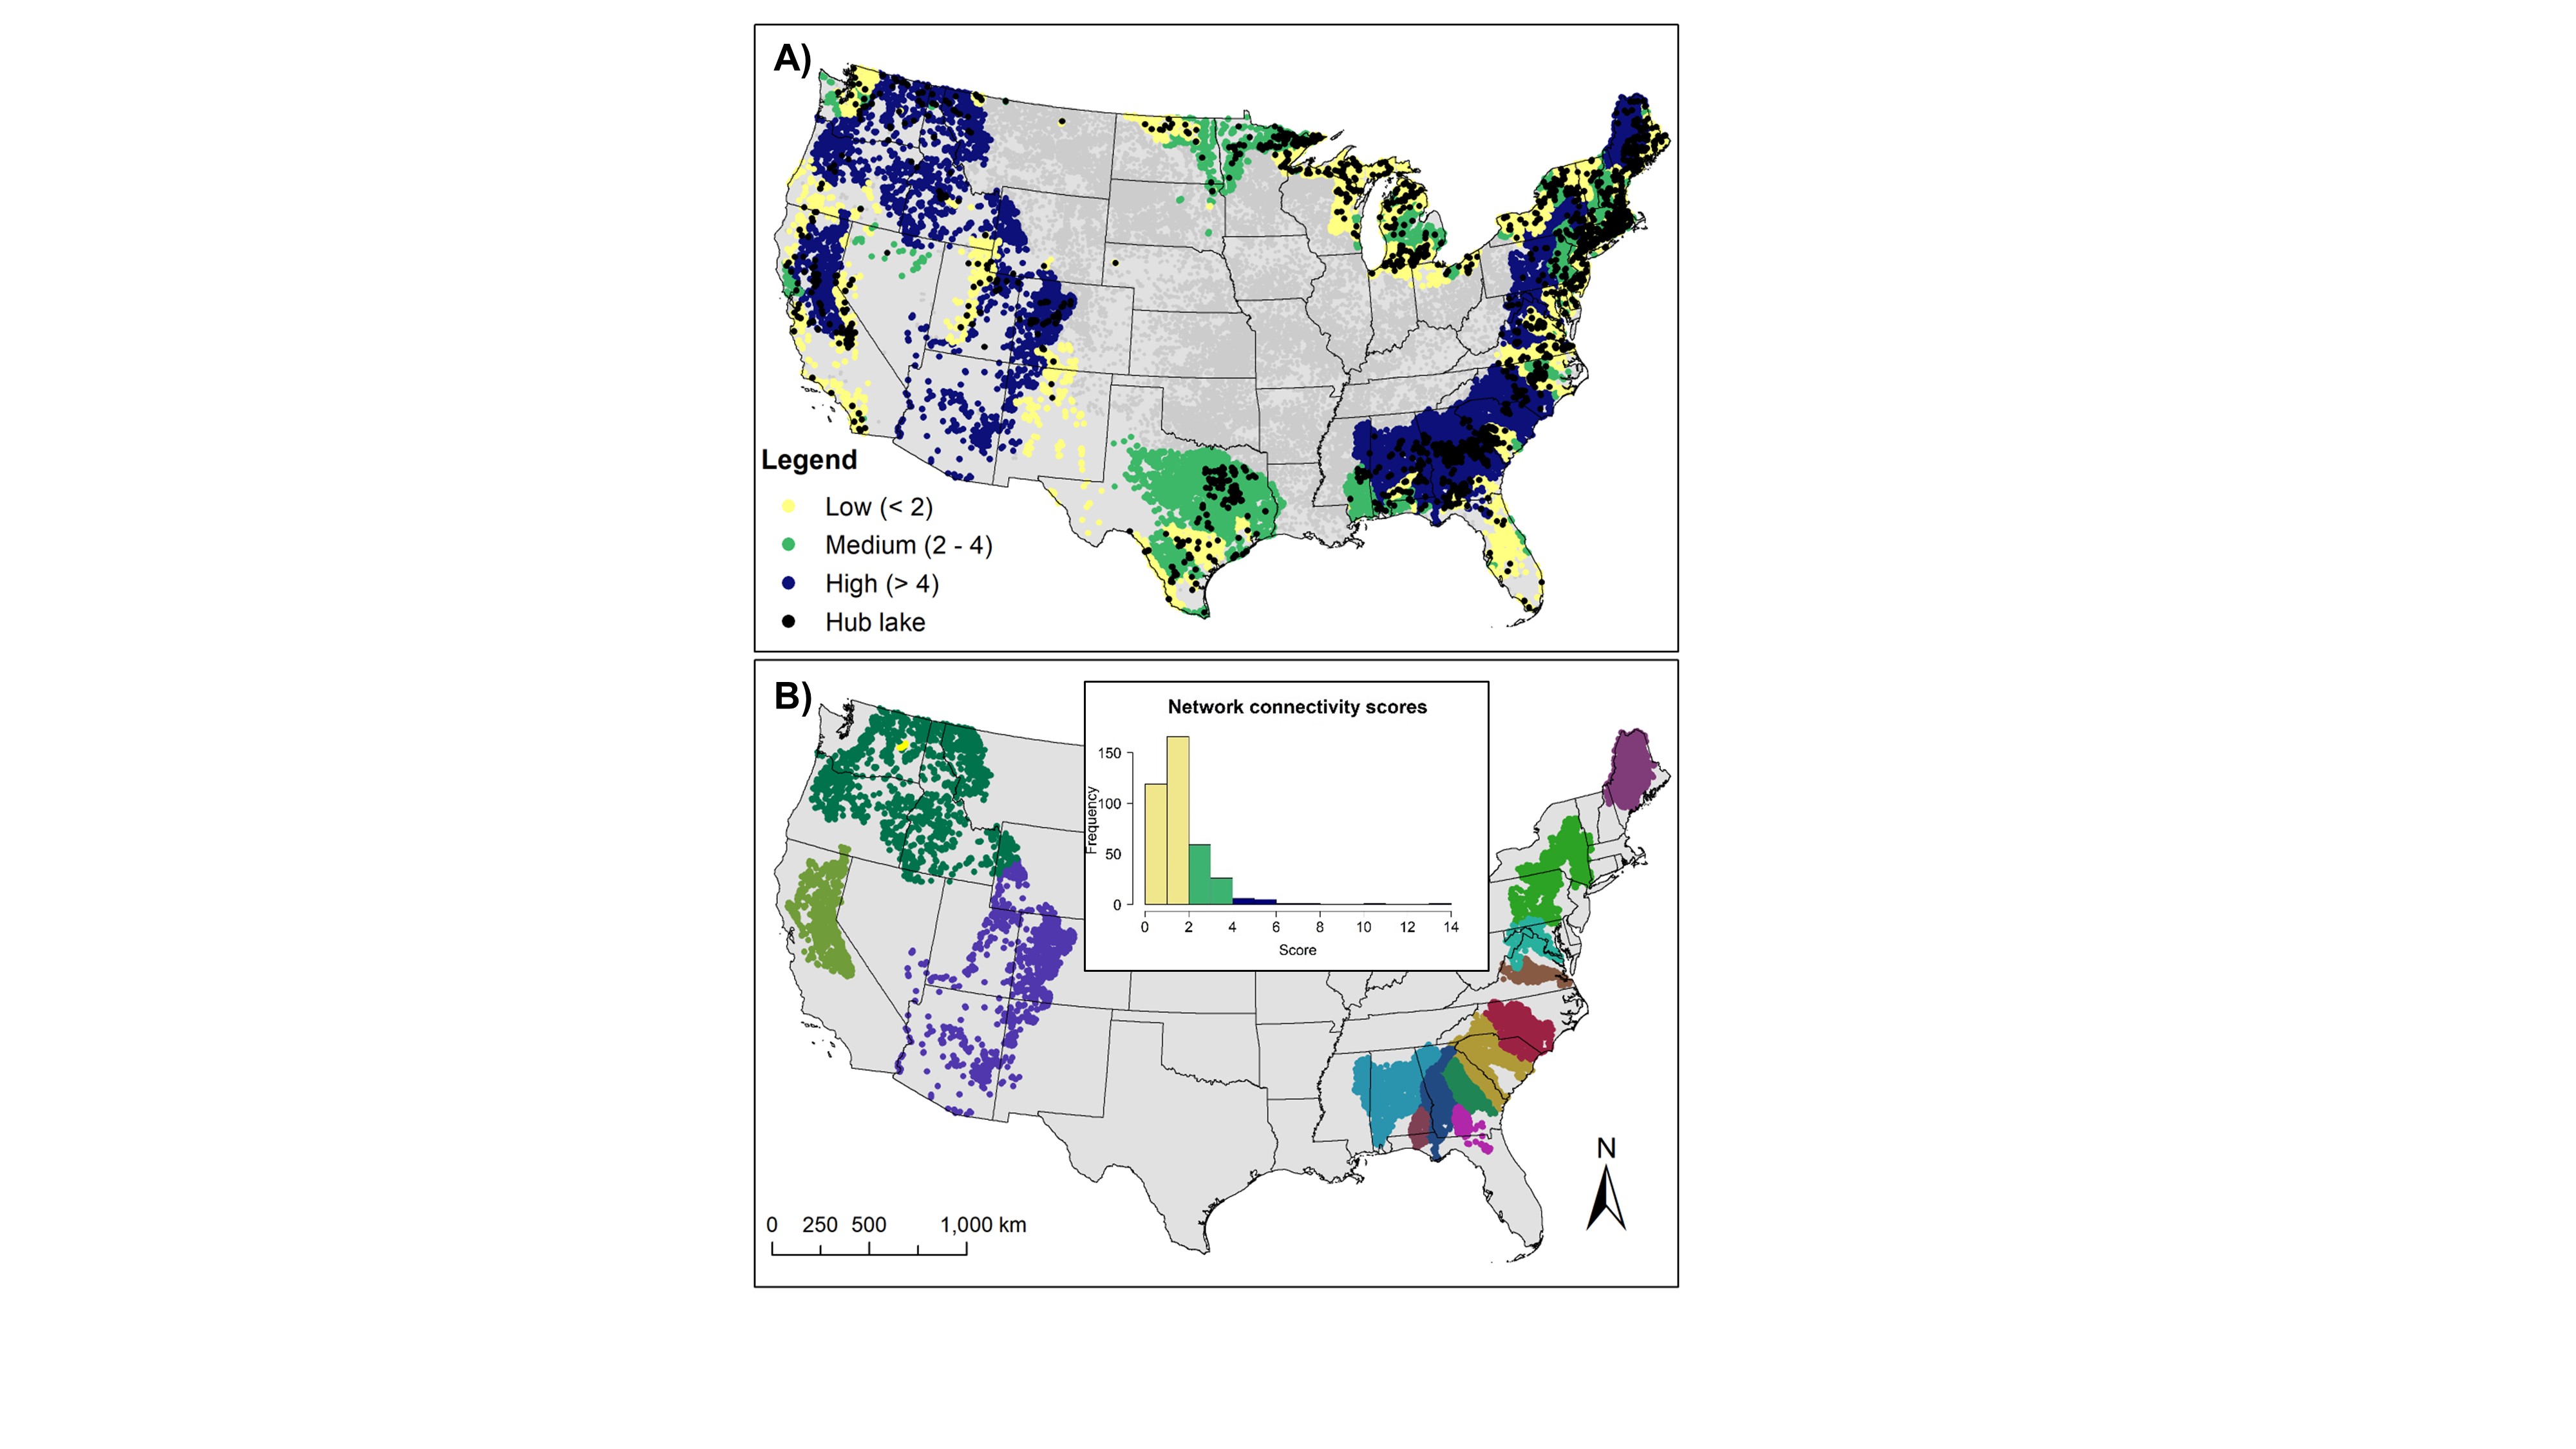 A)
Legend
Low (< 2)
Medium (2 - 4)
High (> 4)
Hub lake
B)
Network connectivity scores
Frequency
150
100
50
0
0 2 4 6 8 10 12 14
Score
N
0 250 500 1,000 km